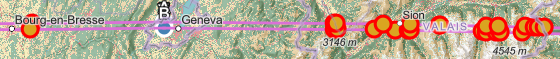 B
Bourg-en-Bresse
Geneva
Sion
VALAIS
3146 m
4545 m